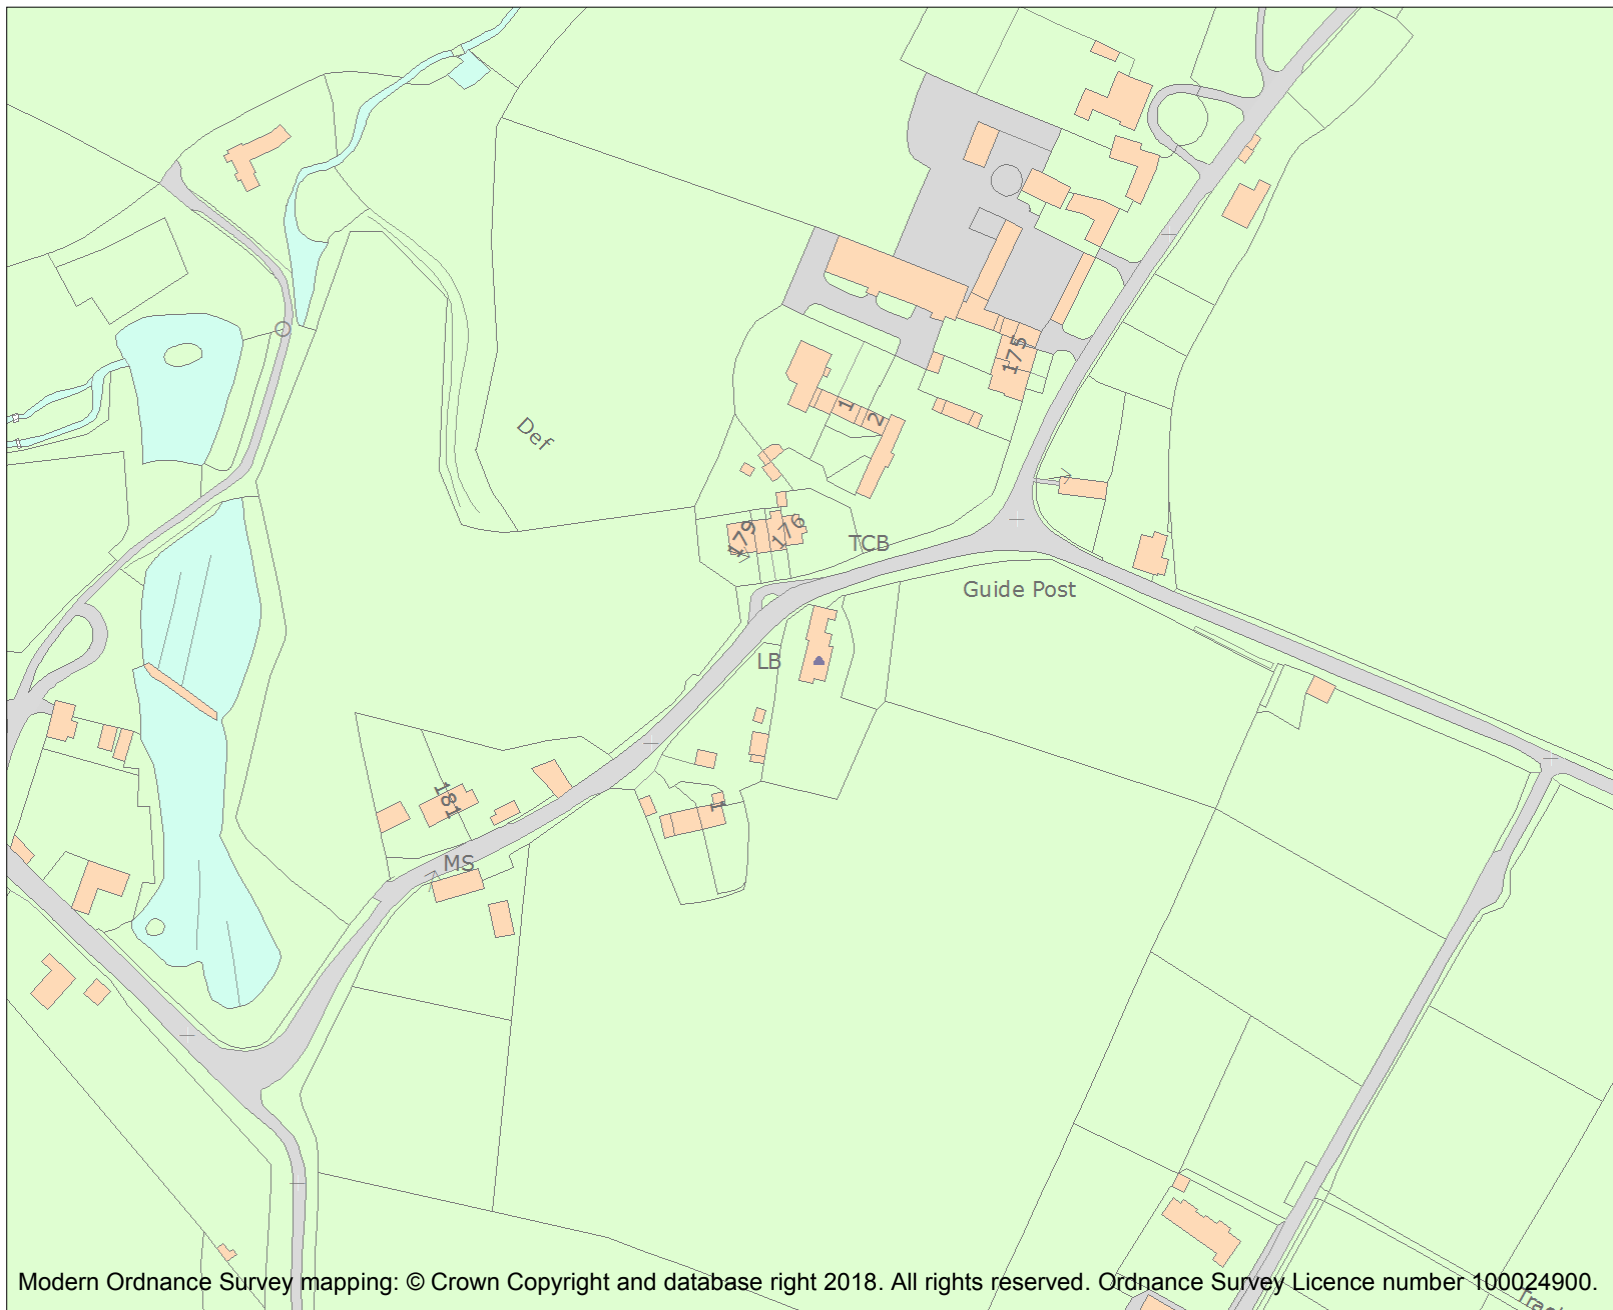 175
1
2
Def
179
176
TCB
Guide Post
LB
181
1
MS
Modern Ordnance Survey mapping: © Crown Copyright and database right 2018. All rights reserved. Ordnance Survey Licence number 100024900.